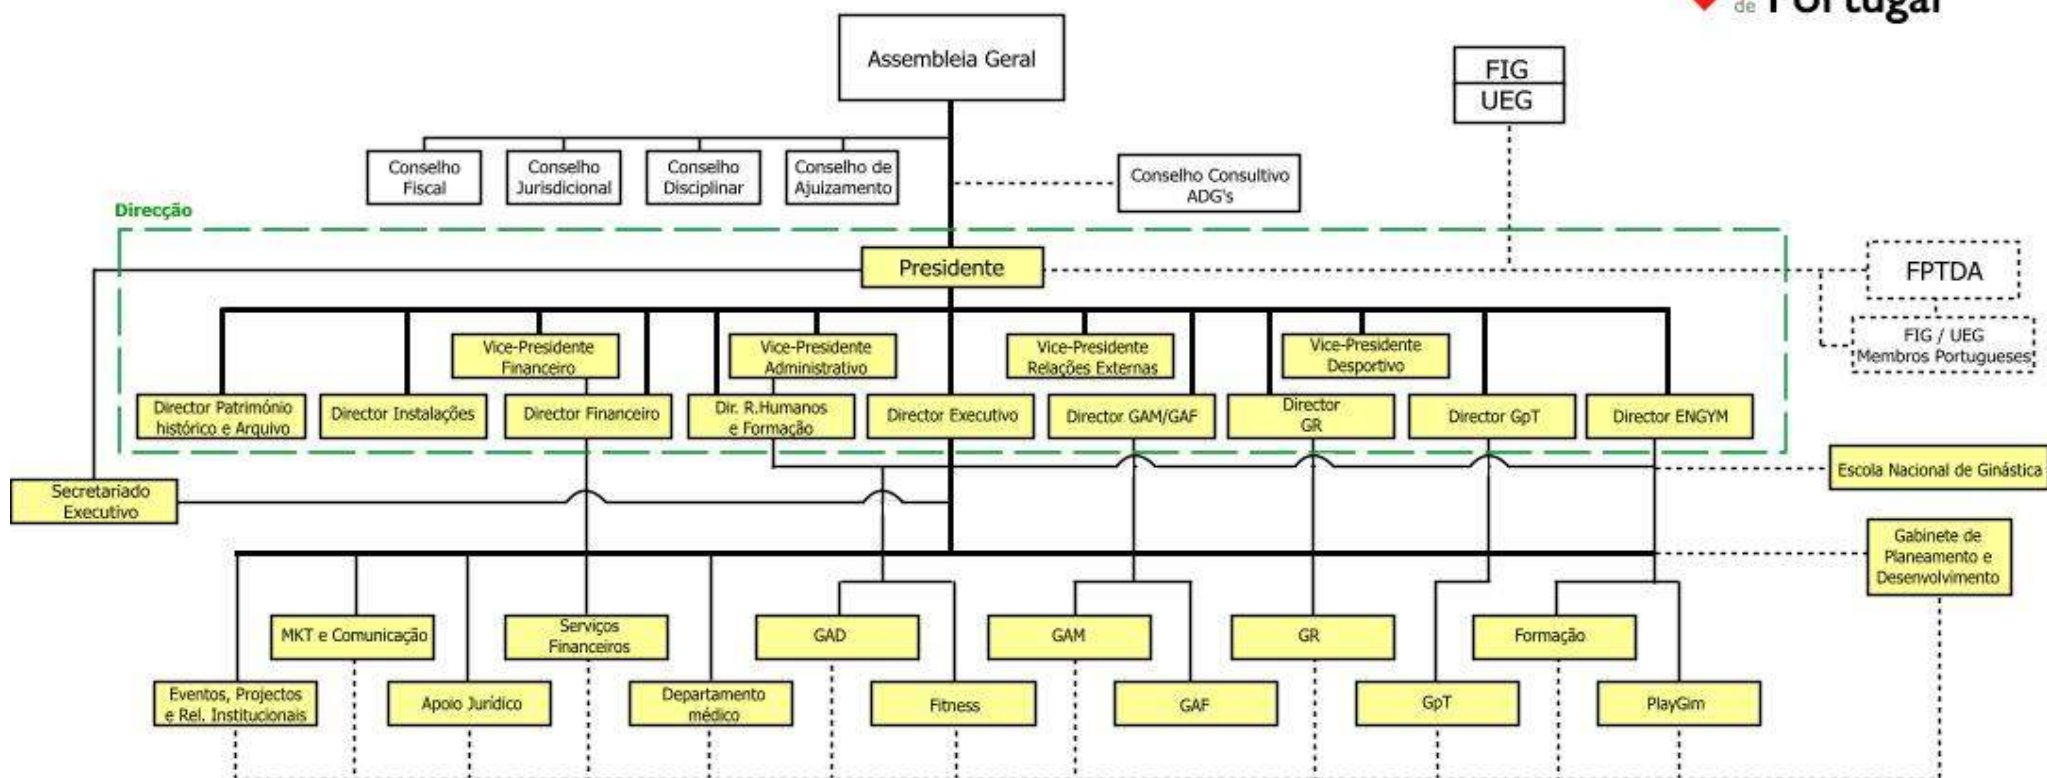 de Portugal
Assembleia Geral
FIG
UEG
Conselho
Fiscal
Conselho
Jurisdicional
Conselho
Disciplinar
Conselho de
Ajuizamento
Conselho Consultivo
ADG's
Direcção
Presidente
FPTDA
FIG / UEG
Membros Portugueses
Vice-Presidente
Financeiro
Vice-Presidente
Administrativo
Vice-Presidente
Relações Externas
Vice-Presidente
Desportivo
Director Património
histórico e Arquivo
Director Instalações
Director Financeiro
Dir. R.Humanos
e Formação
Director Executivo
Director GAM/GAF
Director
GR
Director GpT
Director ENGYM
Escola Nacional de Ginástica
Secretariado
Executivo
Gabinete de
Planeamento e
Desenvolvimento
MKT e Comunicação
Serviços
Financeiros
GAD
GAM
GR
Formação
Eventos, Projectos
e Rel. Institucionais
Apoio Jurídico
Departamento
médico
Fitness
GAF
GpT
PlayGim